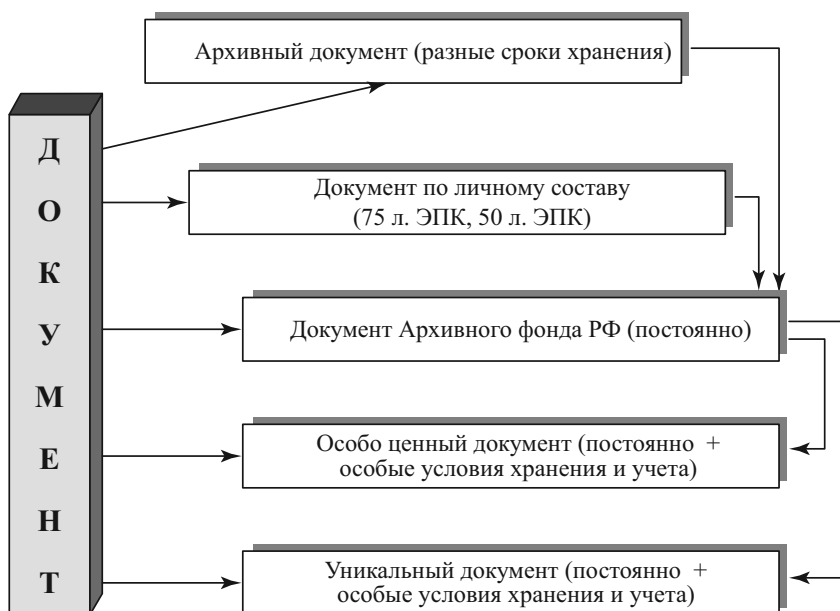 Архивный документ (разные сроки хранения)
ДОКУМЕНТ
Документ по личному составу
(75 л. ЭПК, 50 л. ЭПК)
Документ Архивного фонда РФ (постоянно)
Особо ценный документ (постоянно +
особые условия хранения и учета)
Уникальный документ (постоянно +
особые условия хранения и учета)